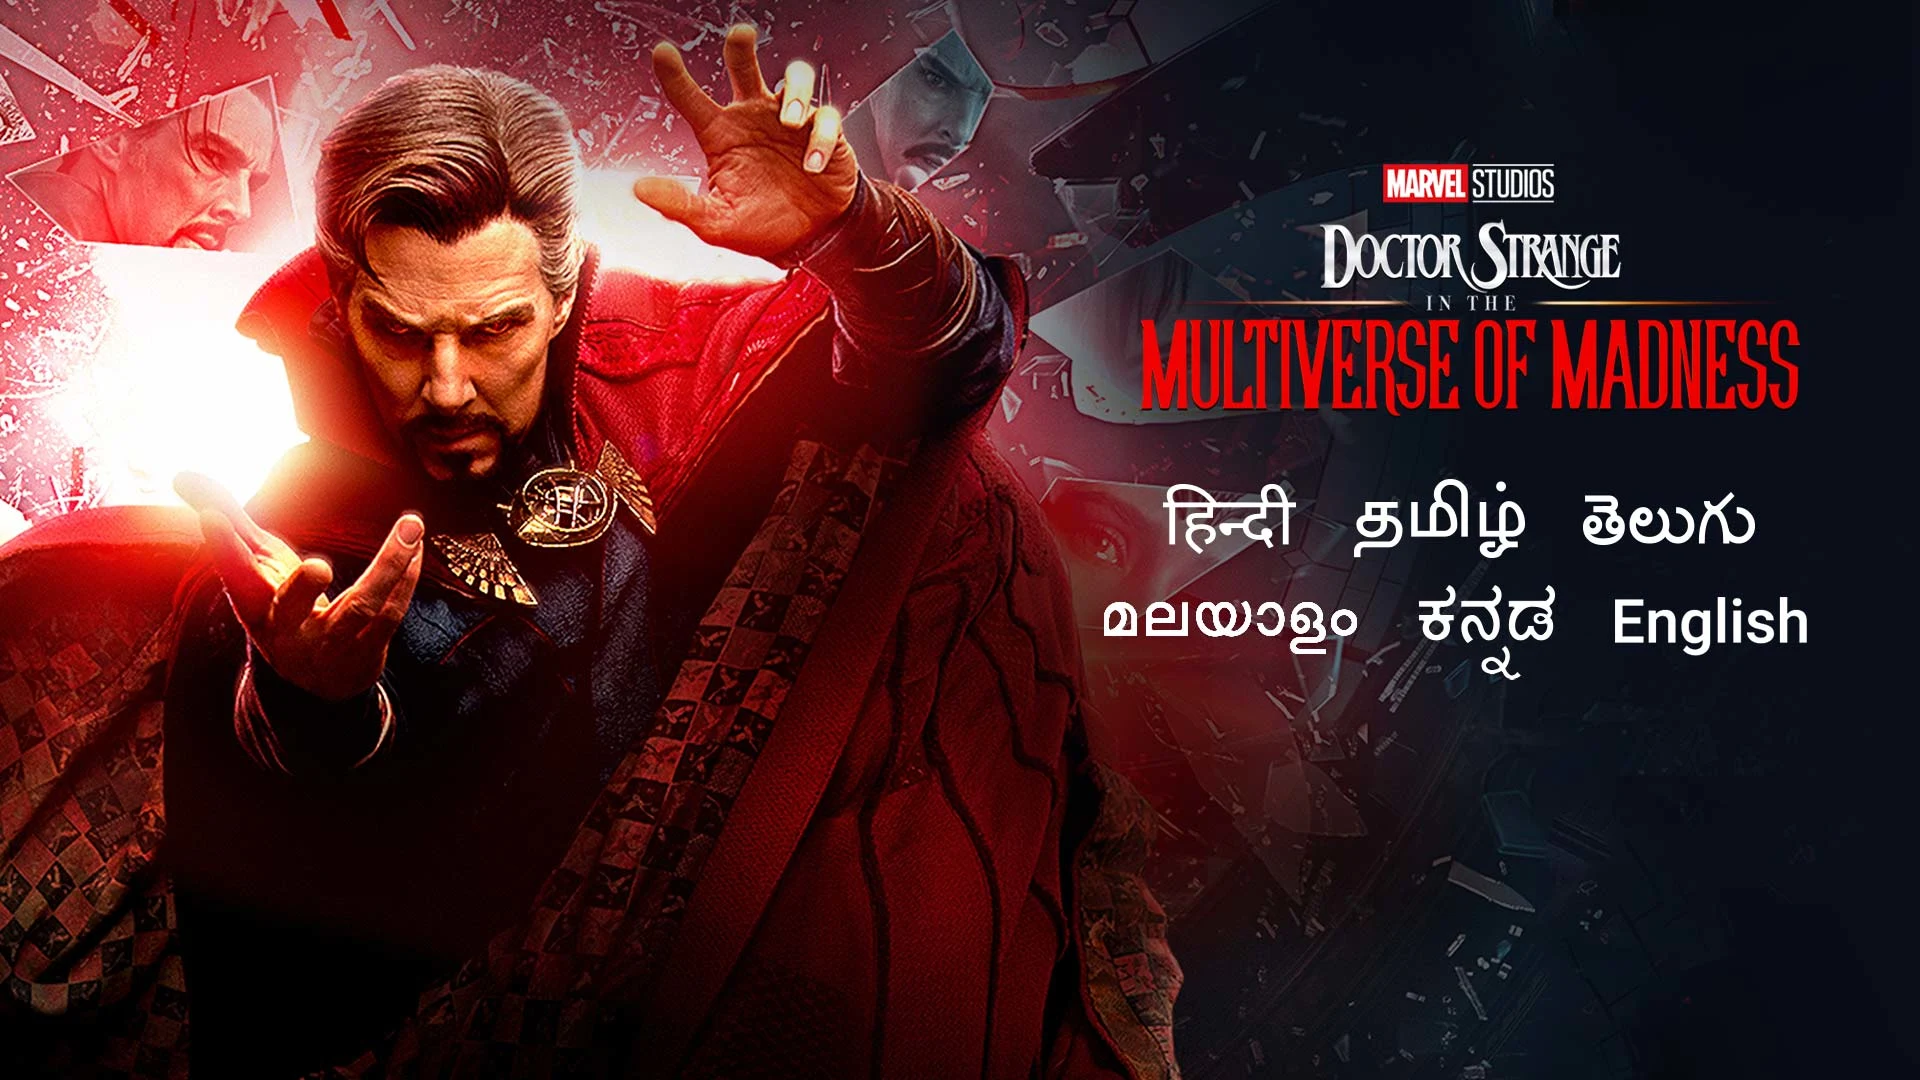 MARVEL STUDIOS
DOCTOR STRANGE
IN THE
MULTIVERSE OF MADNESS
हिन्दी தமிழ் తెలుగు
മലയാളം ಕನ್ನಡ English